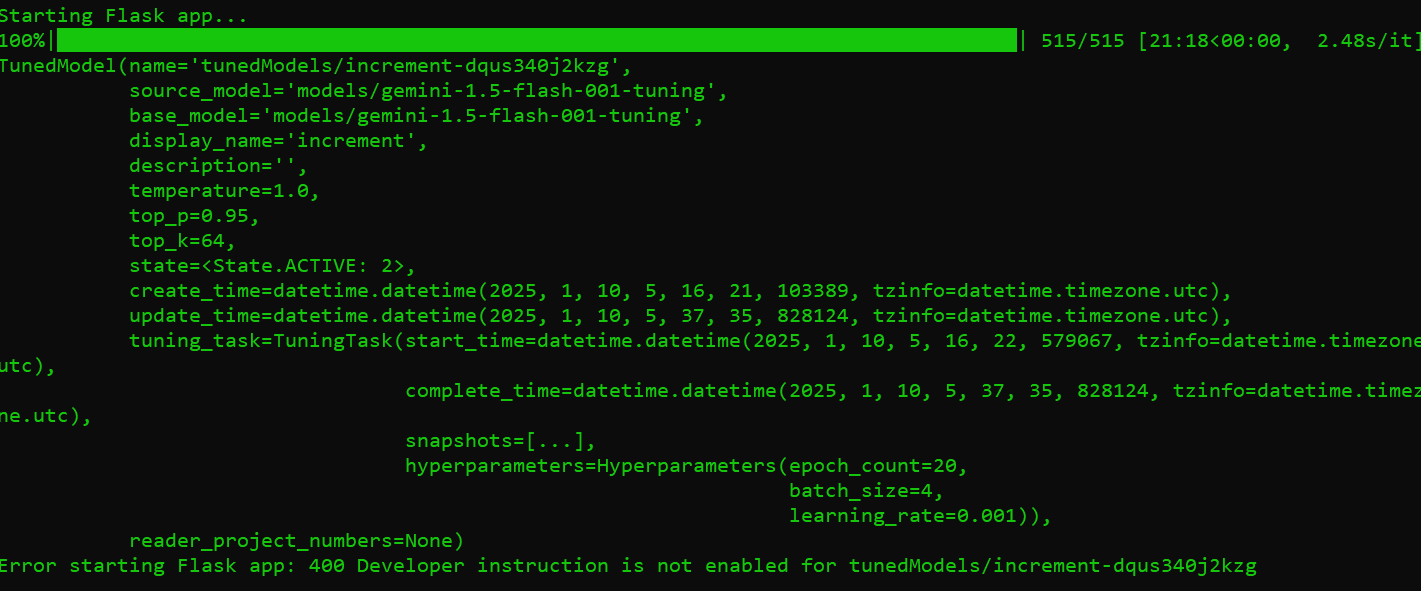 Starting Flask app...
100%| | 515/515 [21:18<00:00, 2.48s/it]
TunedModel(name='tunedModels/increment-dqus340j2kzg',
source_model='models/gemini-1.5-flash-001-tuning',
base_model='models/gemini-1.5-flash-001-tuning',
display_name='increment',
description='',
temperature=1.0,
top_p=0.95,
top_k=64,
state=<State.ACTIVE: 2>,
create_time=datetime.datetime(2025, 1, 10, 5, 16, 21, 103389, tzinfo=datetime.timezone.utc),
update_time=datetime.datetime(2025, 1, 10, 5, 37, 35, 828124, tzinfo=datetime.timezone.utc),
tuning_task=TuningTask(start_time=datetime.datetime(2025, 1, 10, 5, 16, 22, 579067, tzinfo=datetime.timezone
utc),
complete_time=datetime.datetime(2025, 1, 10, 5, 37, 35, 828124, tzinfo=datetime.timez
ne.utc),
snapshots=[...],
hyperparameters=Hyperparameters(epoch_count=20,
batch_size=4,
learning_rate=0.001)),
reader_project_numbers=None)
Error starting Flask app: 400 Developer instruction is not enabled for tunedModels/increment-dqus340j2kzg